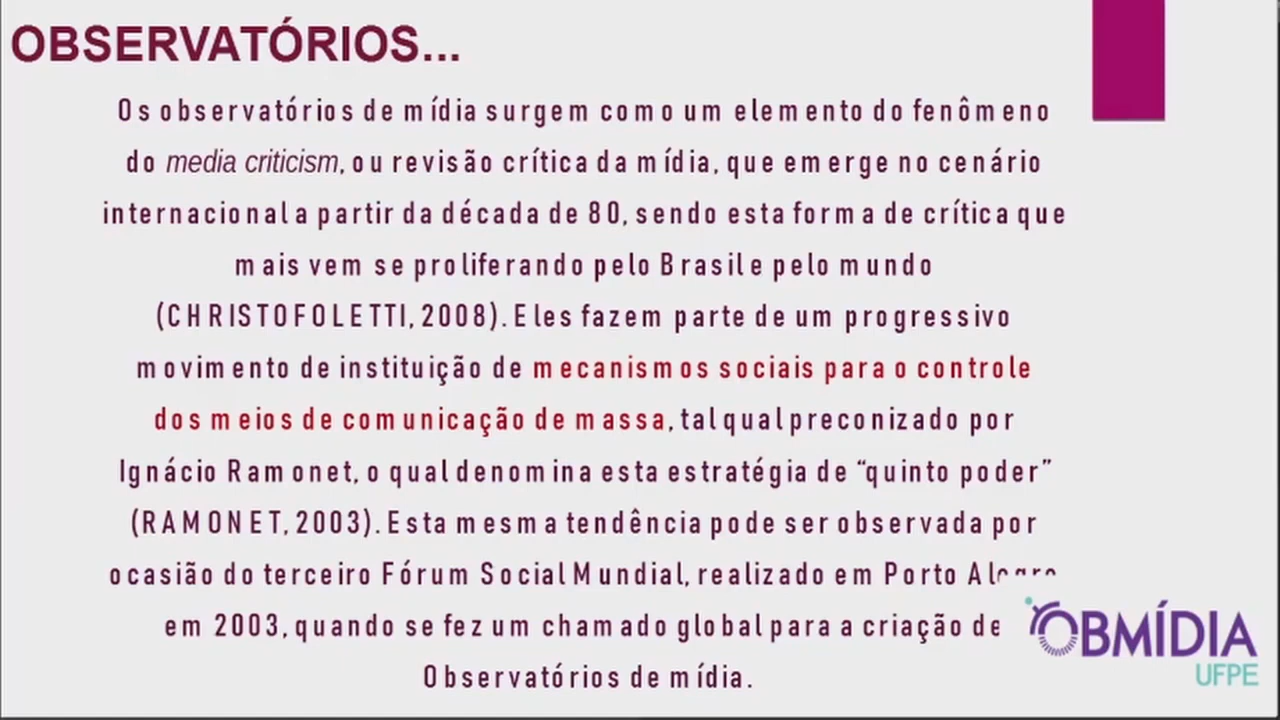 OBSERVATÓRIOS...
Os observatórios de mídia surgem como um elemento do fenômeno
do media criticism, ou revisão crítica da mídia, que emerge no cenário
internacional a partir da década de 80, sendo esta forma de crítica que
mais vem se proliferando pelo Brasil e pelo mundo
(CHRISTOFOLETTI, 2008). Eles fazem parte de um progressivo
movimento de instituição de mecanismos sociais para o controle
dos meios de comunicação de massa, tal qual preconizado por
Ignácio Ramonet, o qual denomina esta estratégia de “quinto poder”
(RAMONET, 2003). Esta mesma tendência pode ser observada por
ocasião do terceiro Fórum Social Mundial, realizado em Porto Alegre
em 2003, quando se fez um chamado global para a criação de
Observatórios de mídia.
OBMÍDIA
UFPE